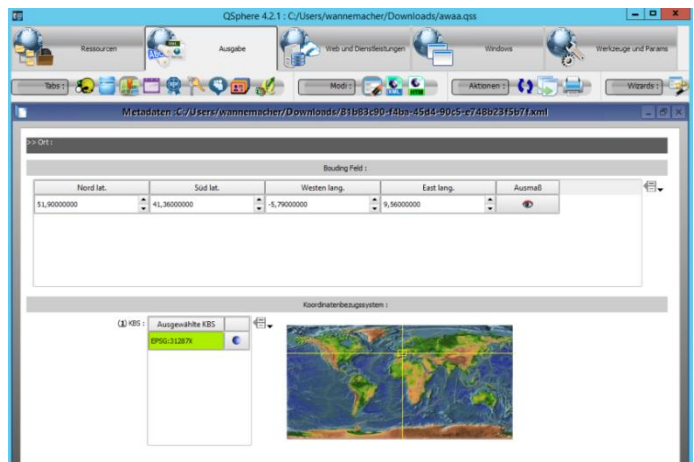 QSphere 4.2.1 : C:/Users/wannemacher/Downloads/awaa.qss
Ressourcen
Ausgabe
Web und Dienstleistungen
Windows
Werkzeuge und Params
Tabs :
Modi :
Aktionen :
Wizards :
Metadaten :C:/Users/wannemacher/Downloads/81b83c90-f4ba-45d4-90c5-e748b23f5b7f.xml
>> Ort :
Bouding Feld :
Nord lat. Süd lat. Westen lang. East lang. Ausmaß
51,90000000 41,36000000 -5,79000000 9,56000000
Koordinatenbezugssystem :
(1) KBS : Ausgewählte KBS
EPSG:31287X